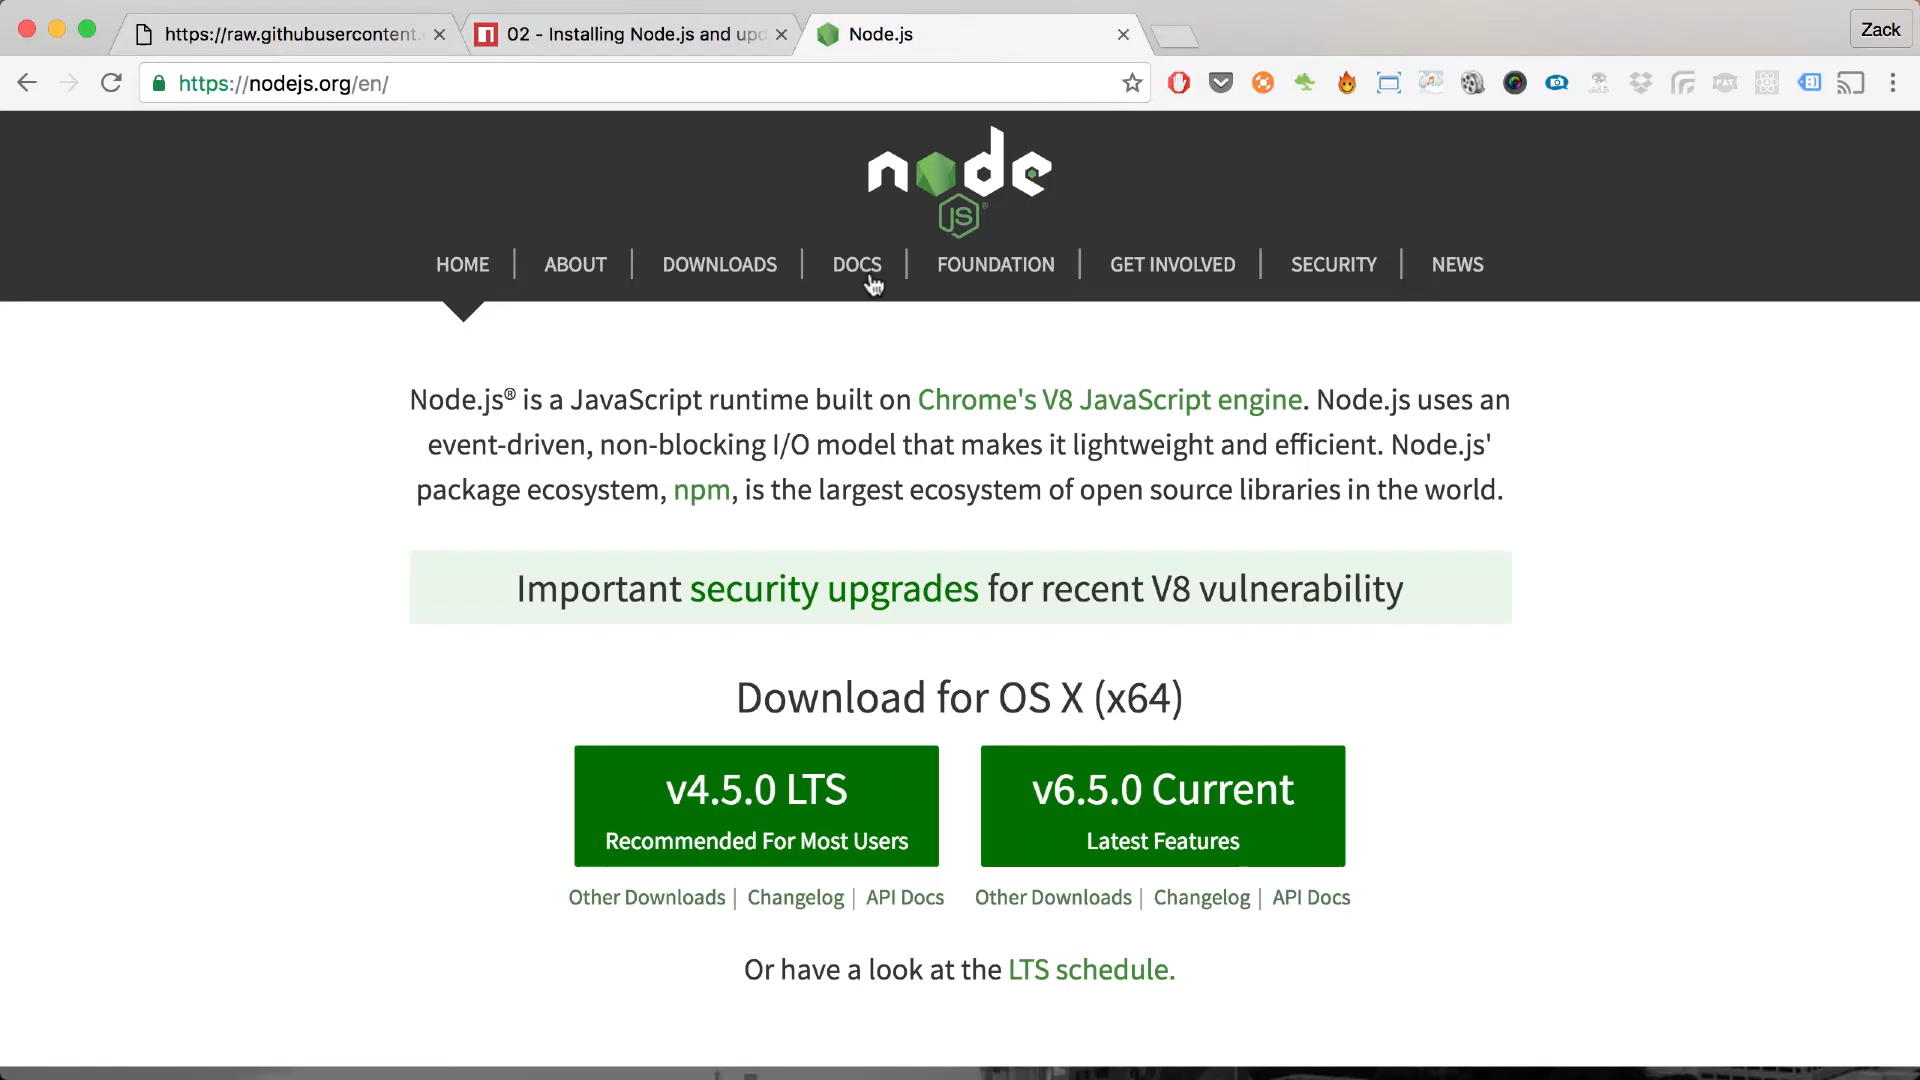 https://raw.githubusercontent.
02 - Installing Node.js and upd
Node.js
Zack
https://nodejs.org/en/
node
JS
HOME
ABOUT
DOWNLOADS
DOCS
FOUNDATION
GET INVOLVED
SECURITY
NEWS
Node.js® is a JavaScript runtime built on Chrome's V8 JavaScript engine. Node.js uses an
event-driven, non-blocking I/O model that makes it lightweight and efficient. Node.js'
package ecosystem, npm, is the largest ecosystem of open source libraries in the world.
Important security upgrades for recent V8 vulnerability
Download for OS X (x64)
v4.5.0 LTS
Recommended For Most Users
v6.5.0 Current
Latest Features
Other Downloads | Changelog | API Docs
Other Downloads | Changelog | API Docs
Or have a look at the LTS schedule.